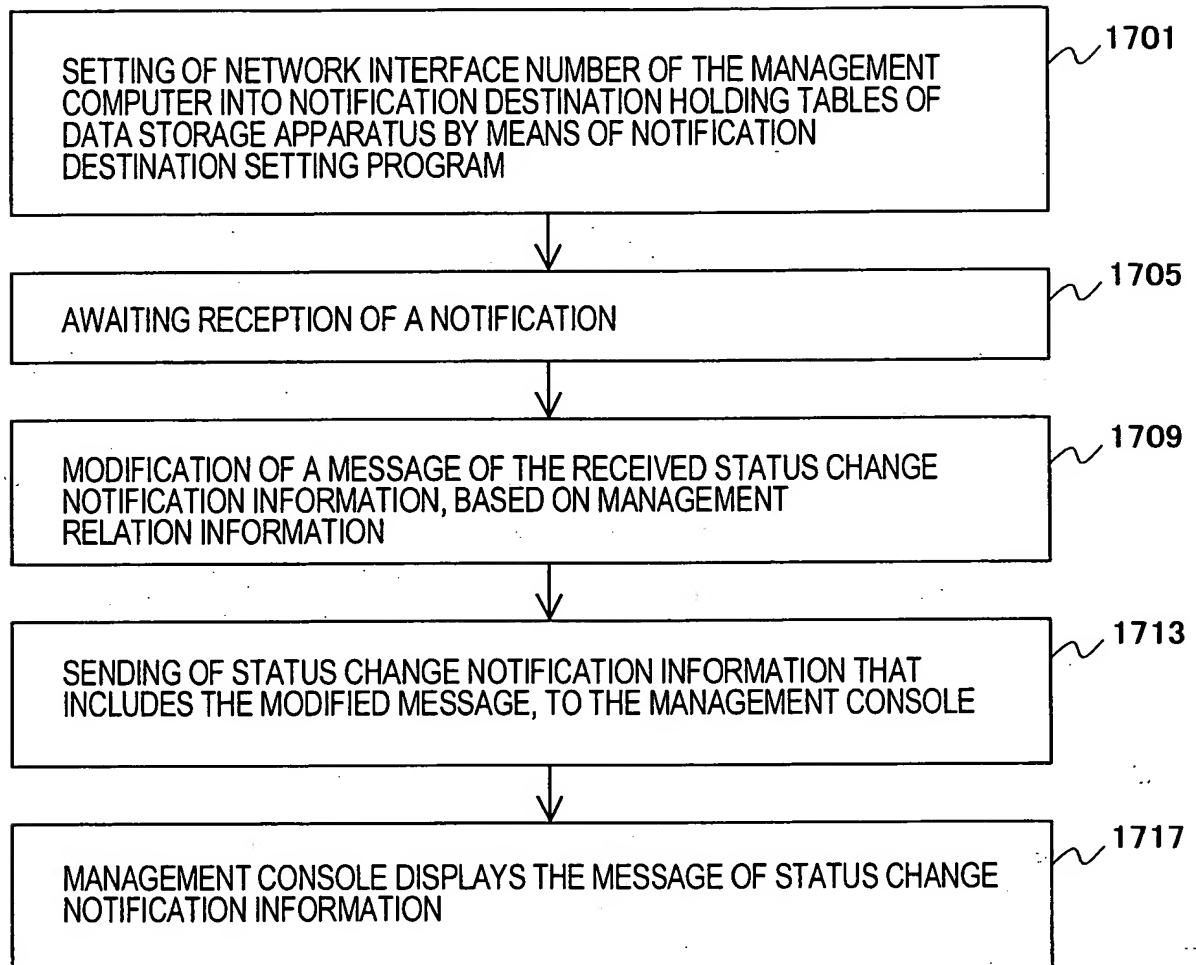 1701
SETTING OF NETWORK INTERFACE NUMBER OF THE MANAGEMENT
COMPUTER INTO NOTIFICATION DESTINATION HOLDING TABLES OF
DATA STORAGE APPARATUS BY MEANS OF NOTIFICATION
DESTINATION SETTING PROGRAM
1705
AWAITING RECEPTION OF A NOTIFICATION
1709
MODIFICATION OF A MESSAGE OF THE RECEIVED STATUS CHANGE
NOTIFICATION INFORMATION, BASED ON MANAGEMENT
RELATION INFORMATION
1713
SENDING OF STATUS CHANGE NOTIFICATION INFORMATION THAT
INCLUDES THE MODIFIED MESSAGE, TO THE MANAGEMENT CONSOLE
1717
MANAGEMENT CONSOLE DISPLAYS THE MESSAGE OF STATUS CHANGE
NOTIFICATION INFORMATION